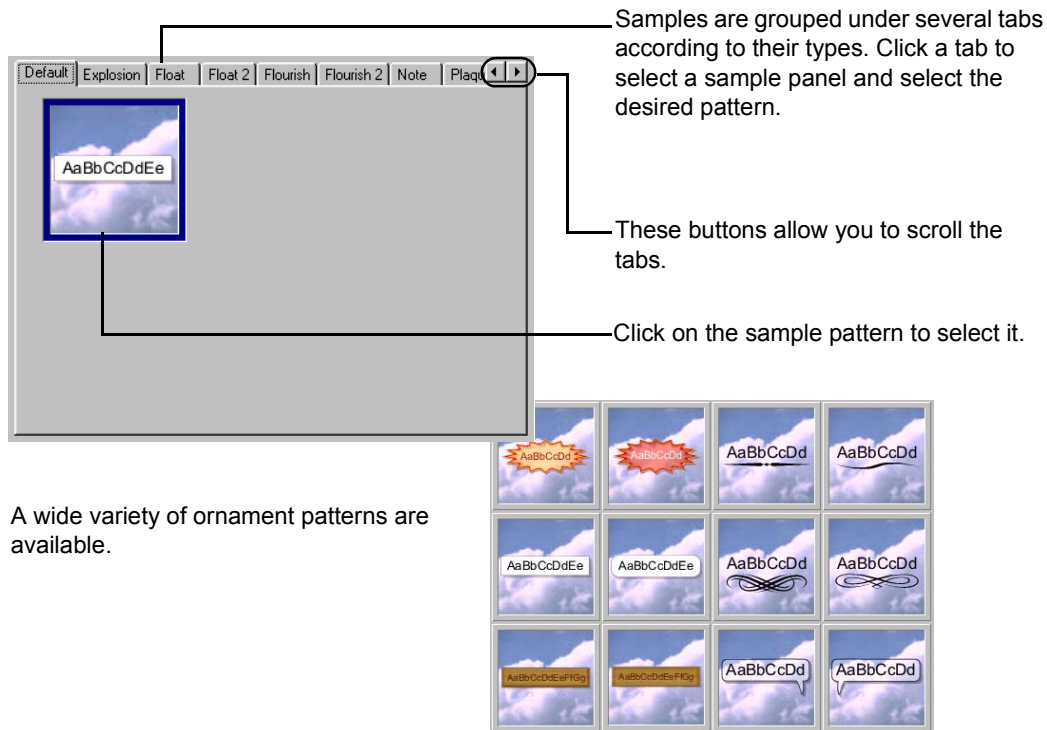 Samples are grouped under several tabs
according to their types. Click a tab to
select a sample panel and select the
desired pattern.
Default Explosion Float Float 2 Flourish Flourish 2 Note Plaqu
AaBbCcDdEe
These buttons allow you to scroll the
tabs.
Click on the sample pattern to select it.
A wide variety of ornament patterns are
available.
AaBbCcDd AaBbCcDd AaBbCcDd AaBbCcDd
AaBbCcDdEe AaBbCcDdEe AaBbCcDd AaBbCcDd
AaBbCcDdEeFfGg AaBbCcDdEeFfGg AaBbCcDd AaBbCcDd